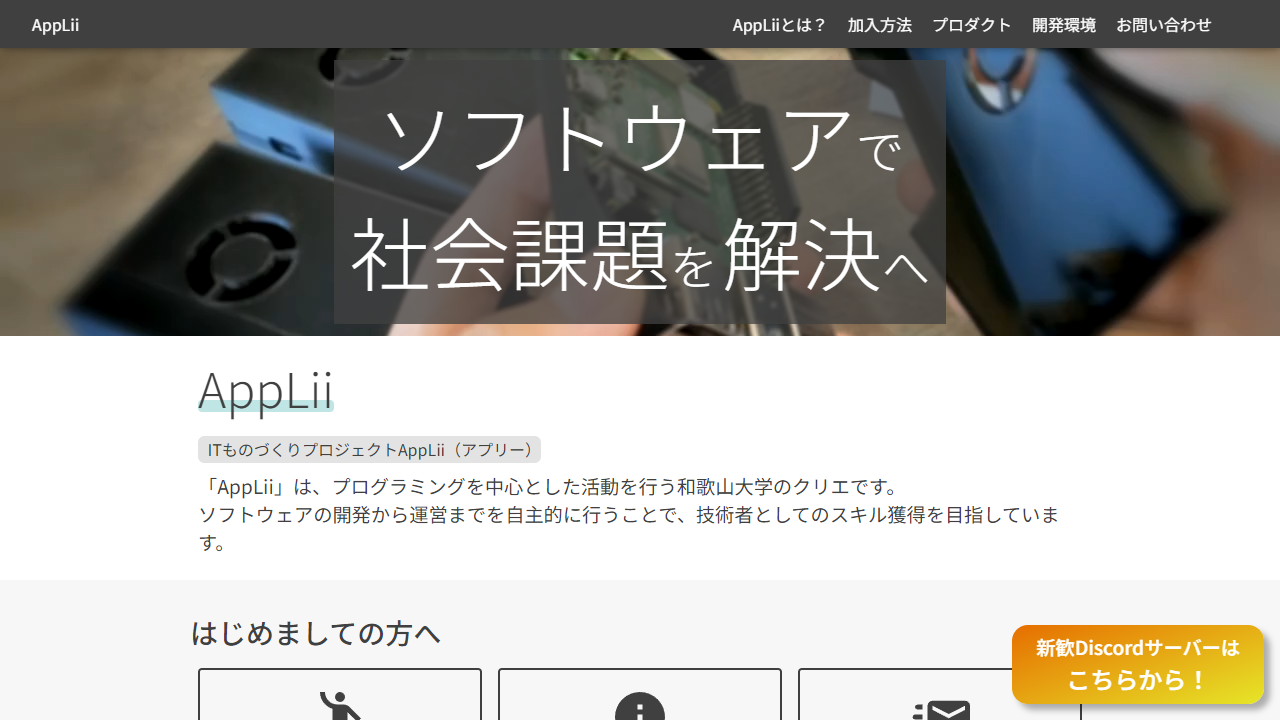 AppLii
AppLiiとは？ 加入方法 プロダクト 開発環境 お問い合わせ
ソフトウェアで
社会課題を解決へ
AppLii
ITものづくりプロジェクトAppLii（アプリー）
「AppLii」は、プログラミングを中心とした活動を行う和歌山大学のクリエです。
ソフトウェアの開発から運営までを自主的に行うことで、技術者としてのスキル獲得を目指していま
す。
はじめましての方へ
新歓Discordサーバーは
こちらから！